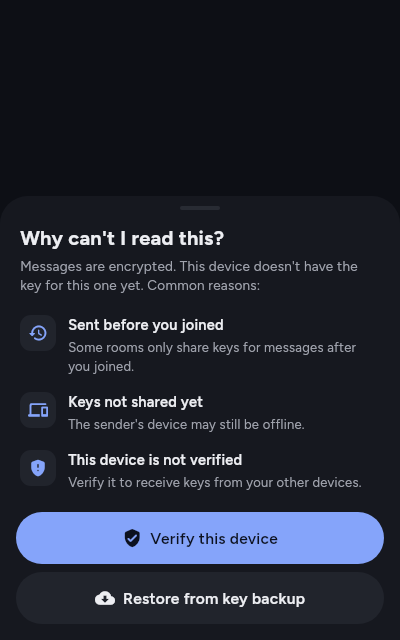 Why can't I read this?
Messages are encrypted. This device doesn't have the
key for this one yet. Common reasons:
Sent before you joined
Some rooms only share keys for messages after
you joined.
Keys not shared yet
The sender's device may still be offline.
This device is not verified
Verify it to receive keys from your other devices.
Verify this device
Restore from key backup